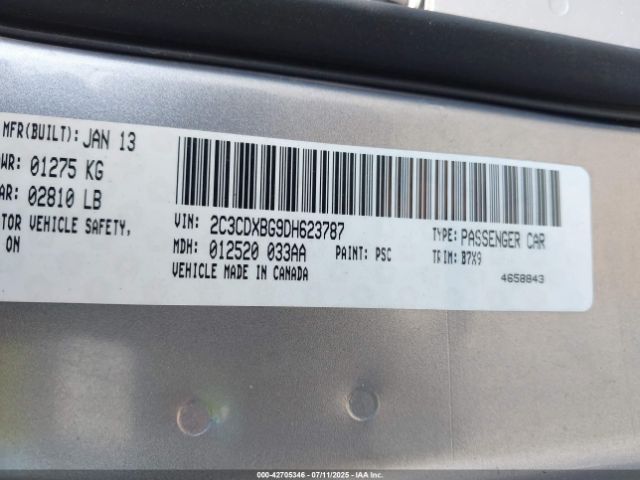 MFR(BUILT): JAN 13
WR: 01275 KG
AR: 02810 LB
TOR VEHICLE SAFETY,
ON
VIN: 2C3CDXBG9DH623787
TYPE: PASSENGER CAR
MDH: 012520 033AA PAINT: PSC
TRIM: B7X9
VEHICLE MADE IN CANADA
4658843
000-42705346 - 07/11/2025 - IAA Inc.